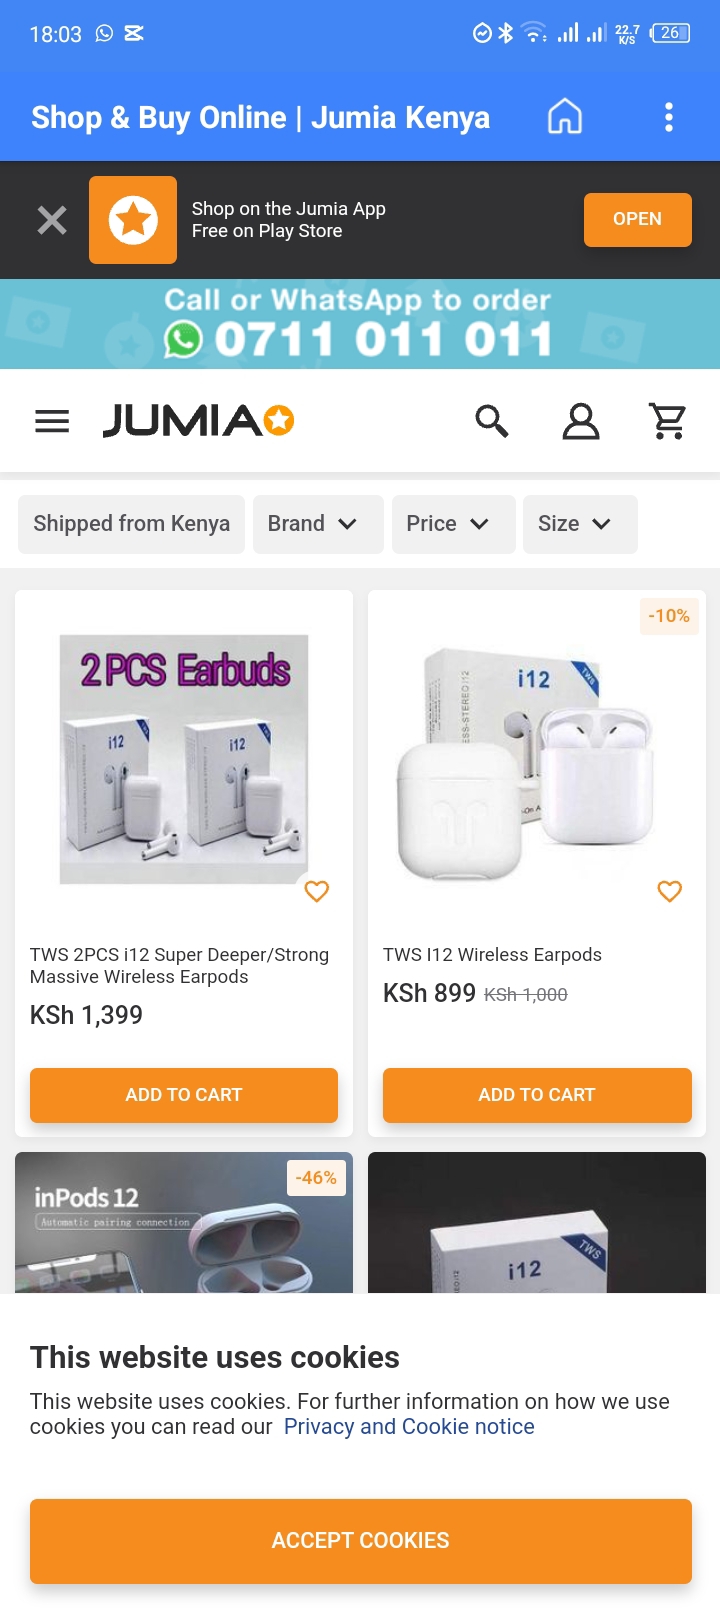 18:03
22.7
K/S
26
Shop & Buy Online | Jumia Kenya
Shop on the Jumia App
Free on Play Store
OPEN
Call or WhatsApp to order
0711 011 011
JUMIA
Shipped from Kenya
Brand
Price
Size
2PCS Earbuds
i12
i12
-10%
i12
TWS
TWS 2PCS i12 Super Deeper/Strong
Massive Wireless Earpods
KSh 1,399
ADD TO CART
TWS I12 Wireless Earpods
KSh 899 KSh 1,000
ADD TO CART
-46%
inPods 12
Automatic pairing connection
TWS
i12
This website uses cookies
This website uses cookies. For further information on how we use
cookies you can read our Privacy and Cookie notice
ACCEPT COOKIES